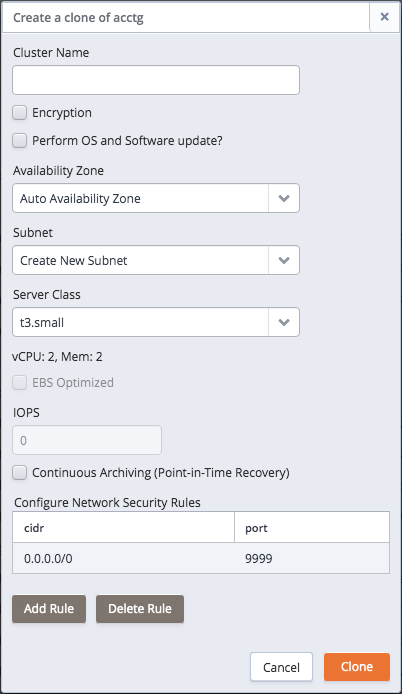 Create a clone of acctg
Cluster Name
Encryption
Perform OS and Software update?
Availability Zone
Auto Availability Zone
Subnet
Create New Subnet
Server Class
t3.small
vCPU: 2, Mem: 2
EBS Optimized
IOPS
0
Continuous Archiving (Point-in-Time Recovery)
Configure Network Security Rules
cidr port
0.0.0.0/0 9999
Add Rule Delete Rule
Cancel Clone